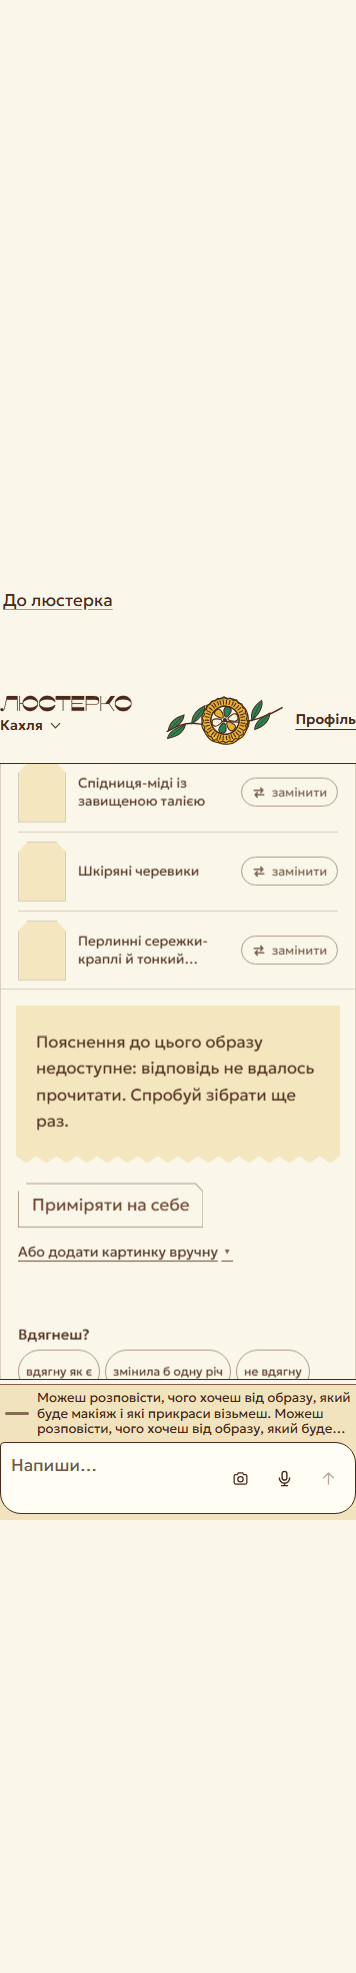 До люстерка
ЛЮСТЕРКО
Кахля
Профіль
Спідниця-міді із
завищеною талією
замінити
Шкіряні черевики
замінити
Перлинні сережки-
краплі й тонкий…
замінити
Пояснення до цього образу
недоступне: відповідь не вдалось
прочитати. Спробуй зібрати ще
раз.
Приміряти на себе
Або додати картинку вручну
Вдягнеш?
вдягну як є
змінила б одну річ
не вдягну
Можеш розповісти, чого хочеш від образу, який
буде макіяж і які прикраси візьмеш. Можеш
розповісти, чого хочеш від образу, який буде…
Напиши…